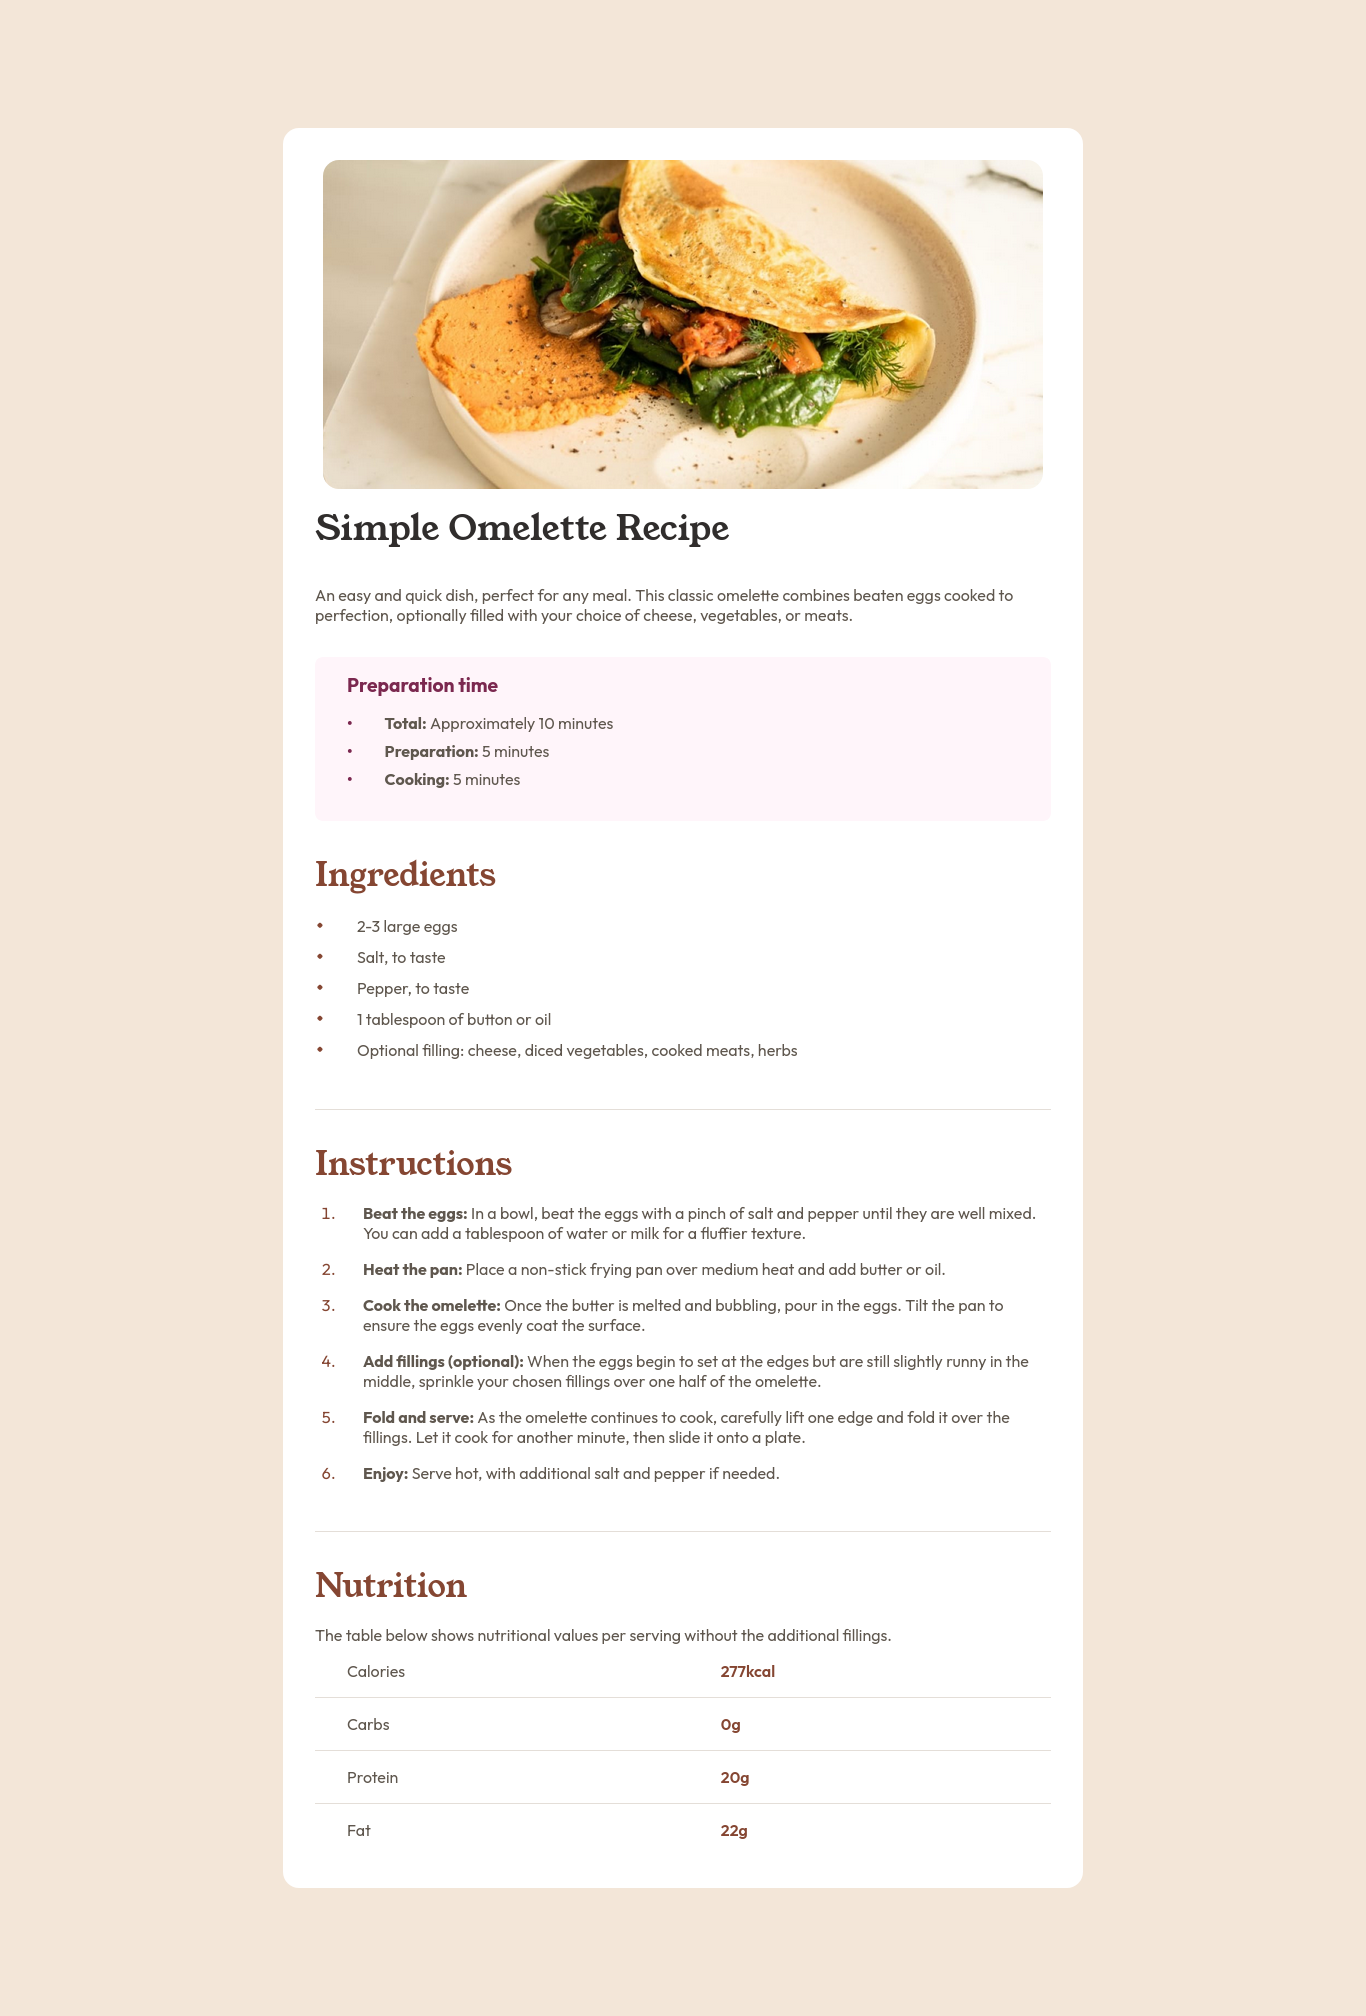 Simple Omelette Recipe
An easy and quick dish, perfect for any meal. This classic omelette combines beaten eggs cooked to
perfection, optionally filled with your choice of cheese, vegetables, or meats.
Preparation time
• Total: Approximately 10 minutes
• Preparation: 5 minutes
• Cooking: 5 minutes
Ingredients
• 2-3 large eggs
• Salt, to taste
• Pepper, to taste
• 1 tablespoon of button or oil
• Optional filling: cheese, diced vegetables, cooked meats, herbs
Instructions
1. Beat the eggs: In a bowl, beat the eggs with a pinch of salt and pepper until they are well mixed.
You can add a tablespoon of water or milk for a fluffier texture.
2. Heat the pan: Place a non-stick frying pan over medium heat and add butter or oil.
3. Cook the omelette: Once the butter is melted and bubbling, pour in the eggs. Tilt the pan to
ensure the eggs evenly coat the surface.
4. Add fillings (optional): When the eggs begin to set at the edges but are still slightly runny in the
middle, sprinkle your chosen fillings over one half of the omelette.
5. Fold and serve: As the omelette continues to cook, carefully lift one edge and fold it over the
fillings. Let it cook for another minute, then slide it onto a plate.
6. Enjoy: Serve hot, with additional salt and pepper if needed.
Nutrition
The table below shows nutritional values per serving without the additional fillings.
Calories 277kcal
Carbs 0g
Protein 20g
Fat 22g